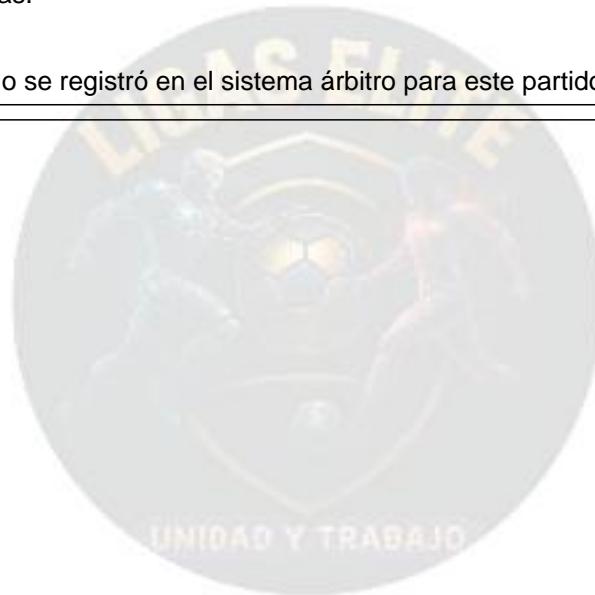 as.
o se registró en el sistema árbitro para este partido
LIGAS ELITE
UNIDAD Y TRABAJO